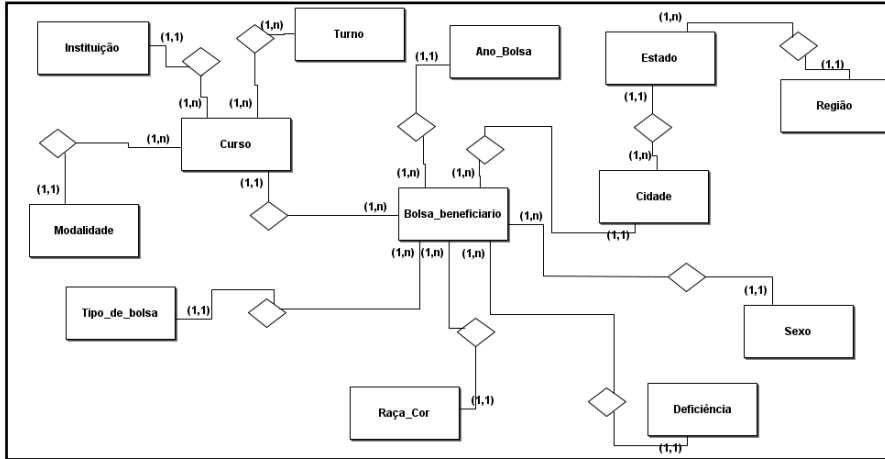 (1,n)
(1,n)
Instituição
(1,1)
Turno
(1,1)
Ano_Bolsa
Estado
(1,1)
Região
(1,n)
(1,n)
(1,1)
(1,n)
Curso
(1,1)
(1,n)
(1,n)
(1,n)
(1,n)
Cidade
(1,1)
Modalidade
(1,n)
Bolsa_beneficiario
(1,n)
(1,1)
(1,n)
(1,n)
(1,n)
Tipo_de_bolsa
(1,1)
(1,1)
Sexo
Raça_Cor
(1,1)
Deficiência
(1,1)